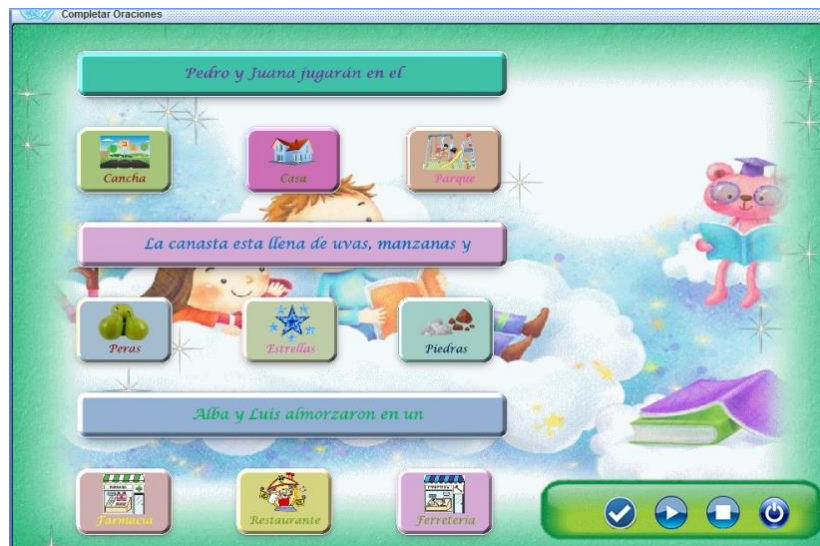 Completar Oraciones
Pedro y Juana jugarán en el
Cancha
Casa
Parque
La canasta esta llena de uvas, manzanas y
Peras
Estrellas
Piedras
Alba y Luis almorzaron en un
Farmacia
Restaurante
Ferreteria